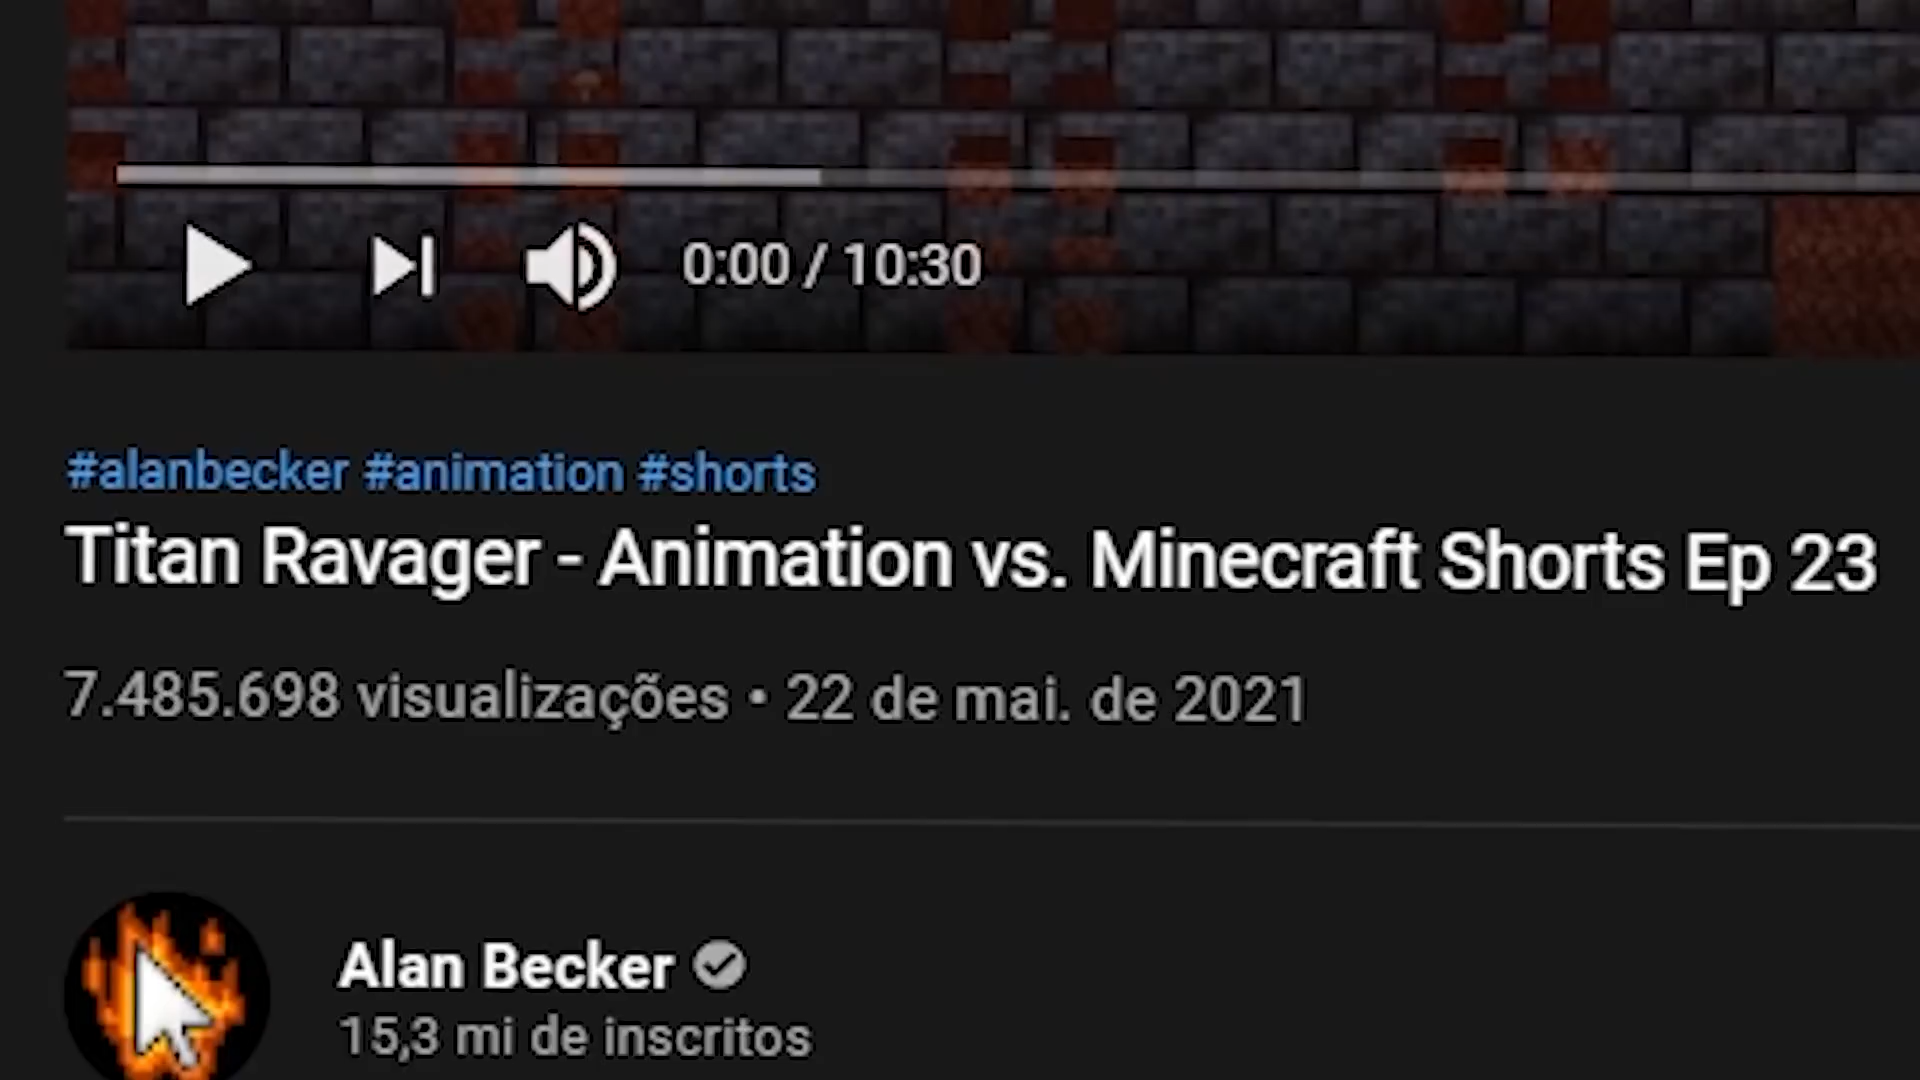 0:00 / 10:30
#alanbecker #animation #shorts
Titan Ravager - Animation vs. Minecraft Shorts Ep 23
7.485.698 visualizações • 22 de mai. de 2021
Alan Becker
15,3 mi de inscritos